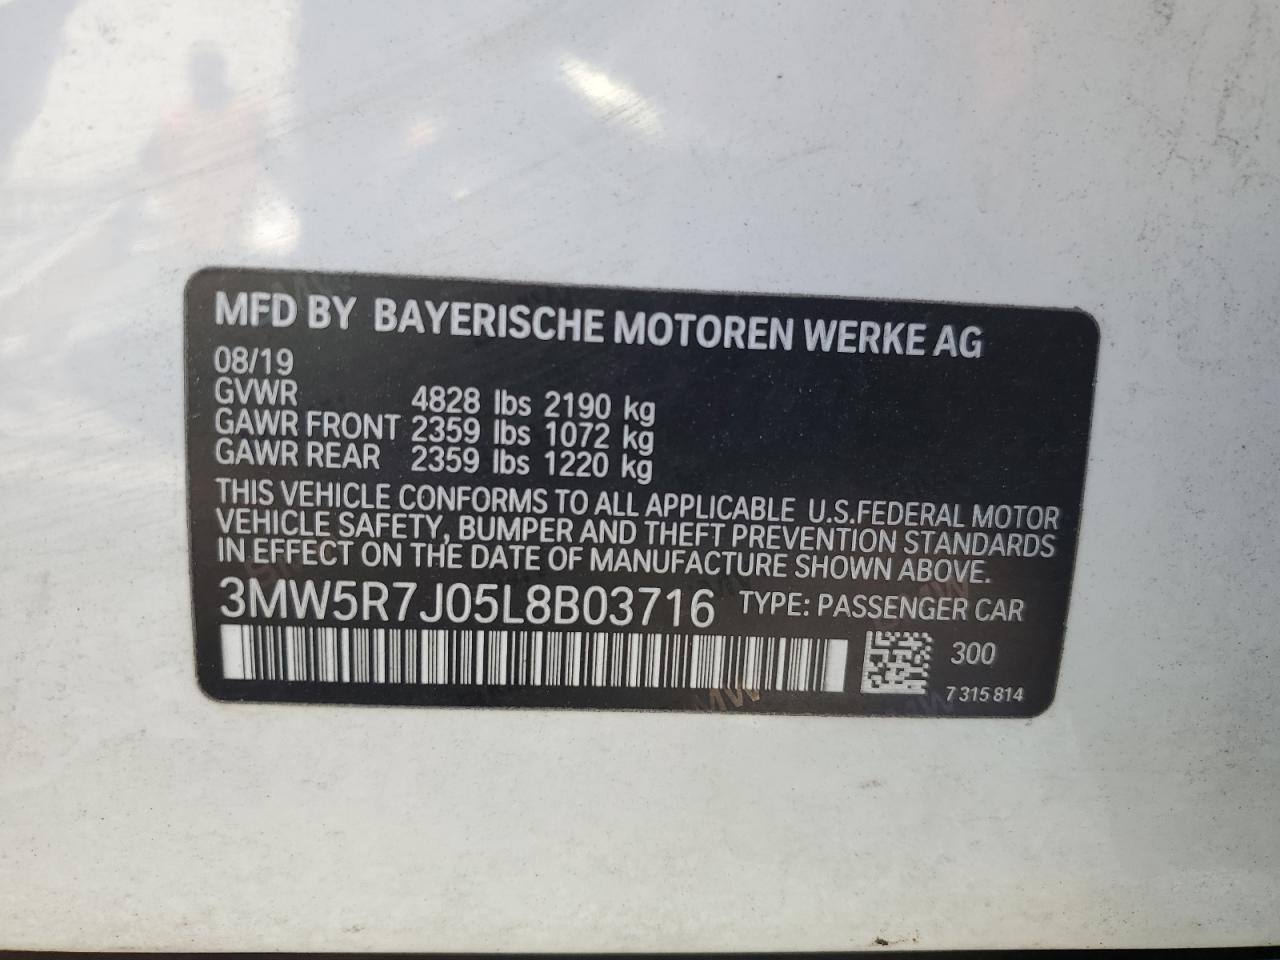 MFD BY BAYERISCHE MOTOREN WERKE AG
08/19
GVWR 4828 lbs 2190 kg
GAWR FRONT 2359 lbs 1072 kg
GAWR REAR 2359 lbs 1220 kg
THIS VEHICLE CONFORMS TO ALL APPLICABLE U.S.FEDERAL MOTOR
VEHICLE SAFETY, BUMPER AND THEFT PREVENTION STANDARDS
IN EFFECT ON THE DATE OF MANUFACTURE SHOWN ABOVE.
3MW5R7J05L8B03716 TYPE: PASSENGER CAR
300
7 315 814